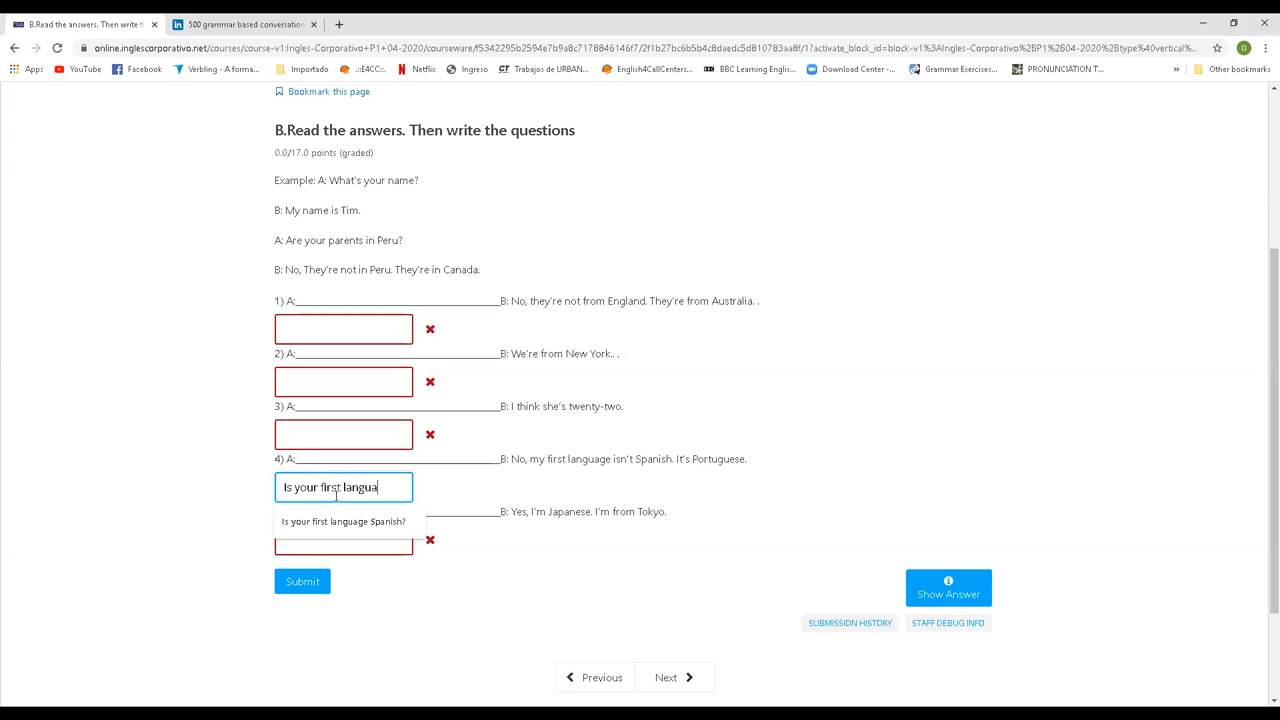 B.Read the answers. Then write th
500 grammar based conversation
online.inglescorporativo.net/courses/course-v1:Ingles-Corporativo+P1+04-2020/courseware/f5342295b2594e7b9a8c7178846146f7/2f1b27bc6b5b4c8daedc5d810783aa8f/1?activate_block_id=block-v1%3AIngles-Corporativo%2BP1%2B04-2020%2Btype%40vertical%...
D
Apps YouTube Facebook Verbling - A forma... Importado .::E4CC::. Netflix Ingreso Trabajos de URBAN... English4CallCenters... BBC Learning Englis... Download Center -... Grammar Exercises... PRONUNCIATION T... » Other bookmarks
Bookmark this page
B.Read the answers. Then write the questions
0.0/17.0 points (graded)
Example: A: What's your name?
B: My name is Tim.
A: Are your parents in Peru?
B: No, They're not in Peru. They're in Canada.
1) A:___________________________________B: No, they're not from England. They're from Australia. .
2) A:___________________________________B: We're from New York.. .
3) A:___________________________________B: I think she's twenty-two.
4) A:___________________________________B: No, my first language isn't Spanish. It's Portuguese.
Is your first langua
Is your first language Spanish?
B: Yes, I'm Japanese. I'm from Tokyo.
Submit
Show Answer
SUBMISSION HISTORY STAFF DEBUG INFO
Previous Next